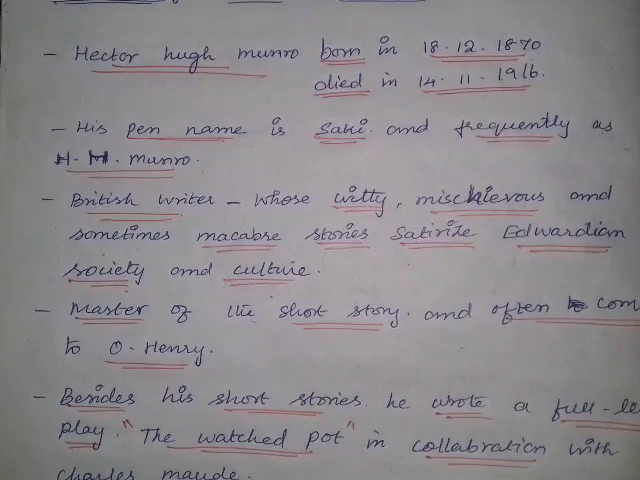 - Hector hugh munro born in 18.12.1870
died in 14.11.1916.
- His pen name is Saki. and frequently as
H. H. munro.
- British writer - whose witty, mischievous and
sometimes macabre stories Satirize Edwardian
society and culture.
- Master of the short story. and often com
to O. Henry.
- Besides his short stories. he wrote a full-le
play. "The watched pot" in collabration with
Charles maude.